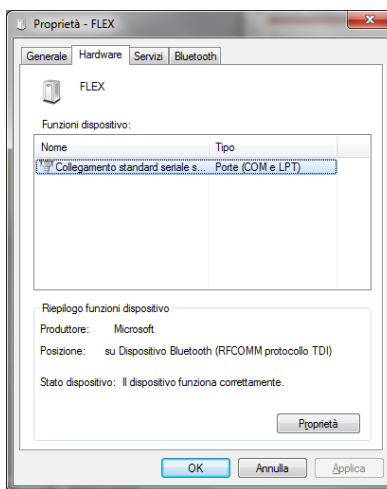 Proprietà - FLEX
Generale Hardware Servizi Bluetooth
FLEX
Funzioni dispositivo:
Nome Tipo
Collegamento standard seriale s... Porte (COM e LPT)
Riepilogo funzioni dispositivo
Produttore: Microsoft
Posizione: su Dispositivo Bluetooth (RFCOMM protocollo TDI)
Stato dispositivo: Il dispositivo funziona correttamente.
Proprietà
OK Annulla Applica